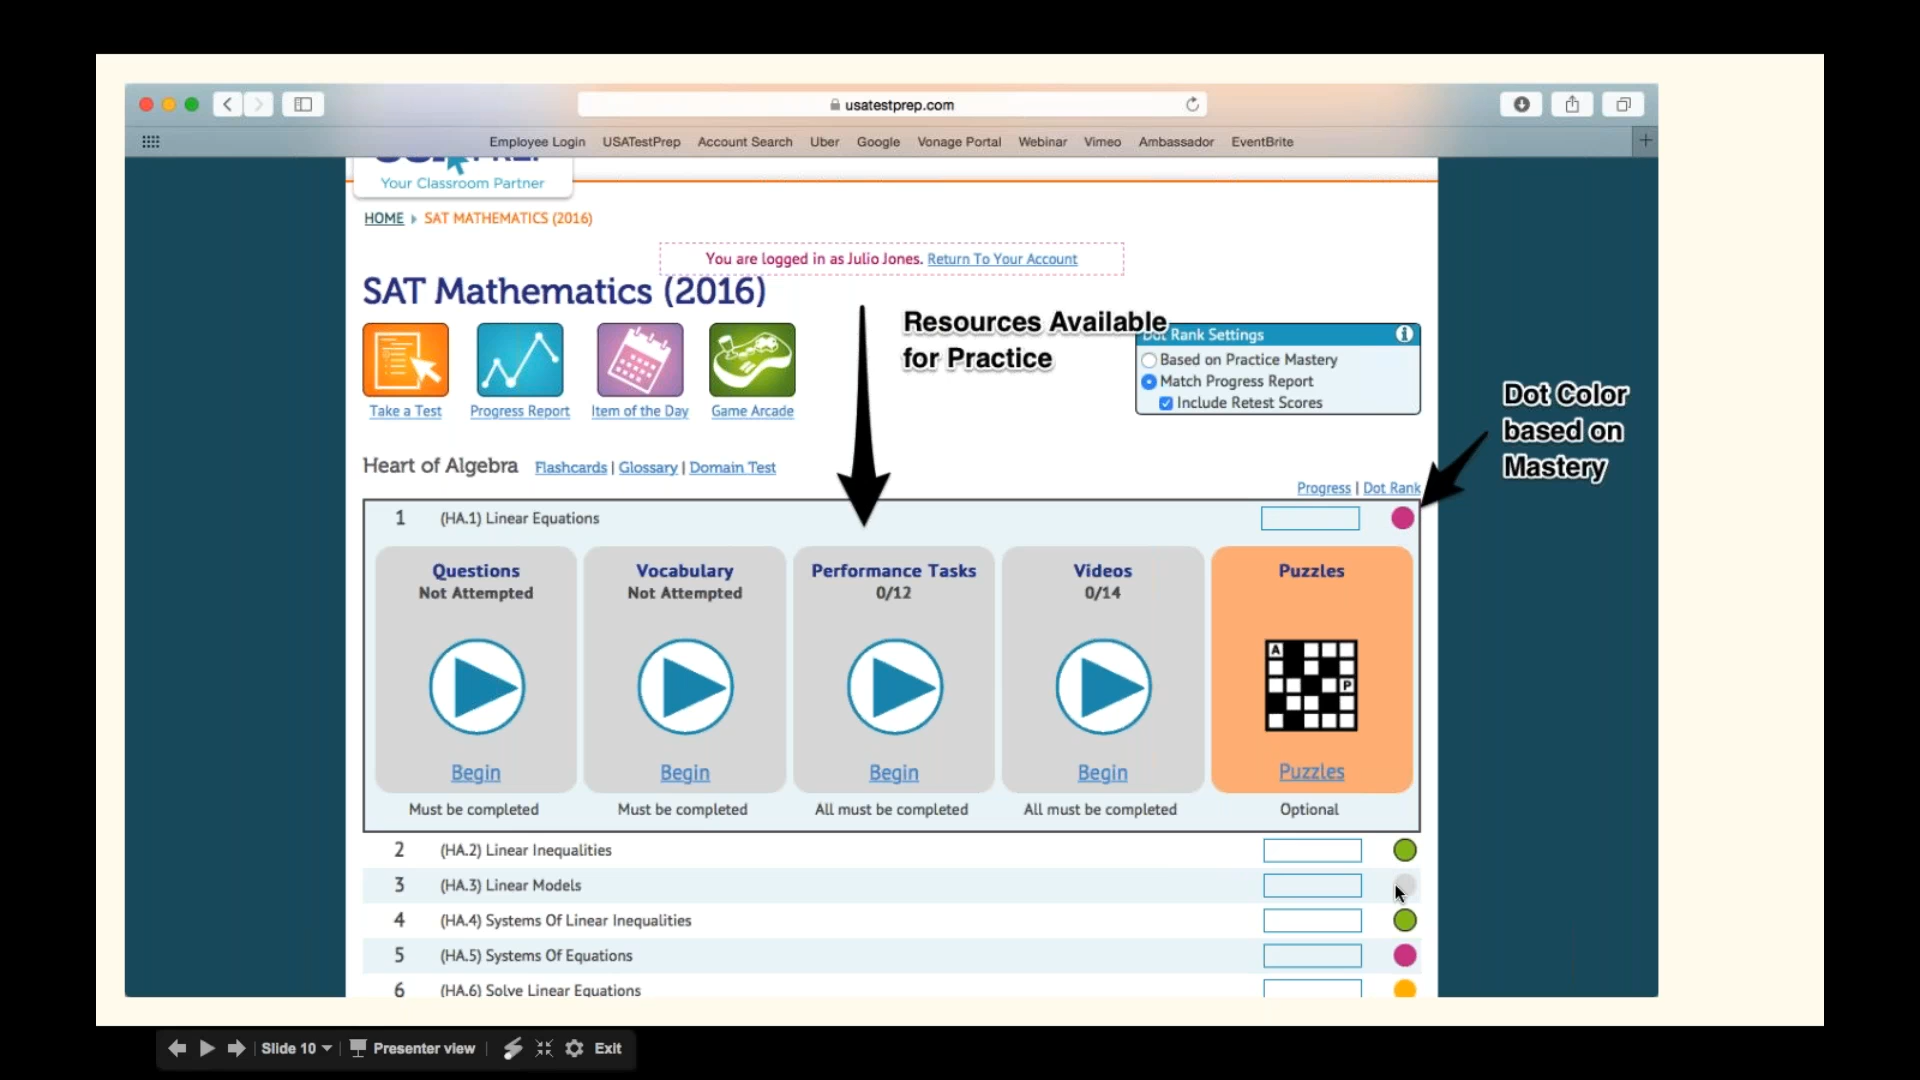 usatestprep.com
Employee Login USATestPrep Account Search Uber Google Vonage Portal Webinar Vimeo Ambassador EventBrite
Your Classroom Partner
HOME SAT MATHEMATICS (2016)
You are logged in as Julio Jones. Return To Your Account
SAT Mathematics (2016)
Resources Available
for Practice
Dot Rank Settings
Based on Practice Mastery
Match Progress Report
Include Retest Scores
Take a Test Progress Report Item of the Day Game Arcade
Dot Color
based on
Mastery
Heart of Algebra Flashcards | Glossary | Domain Test
Progress | Dot Rank
1 (HA.1) Linear Equations
Questions Vocabulary Performance Tasks Videos Puzzles
Not Attempted Not Attempted 0/12 0/14
A
P
Begin Begin Begin Begin Puzzles
Must be completed Must be completed All must be completed All must be completed Optional
2 (HA.2) Linear Inequalities
3 (HA.3) Linear Models
4 (HA.4) Systems Of Linear Inequalities
5 (HA.5) Systems Of Equations
6 (HA.6) Solve Linear Equations
Slide 10 Presenter view Exit